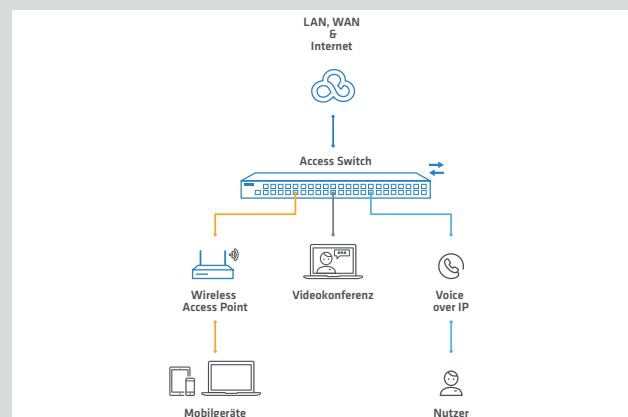 LAN, WAN
&
Internet
Access Switch
Wireless
Access Point
Videokonferenz
Voice
over IP
Mobilgeräte
Nutzer